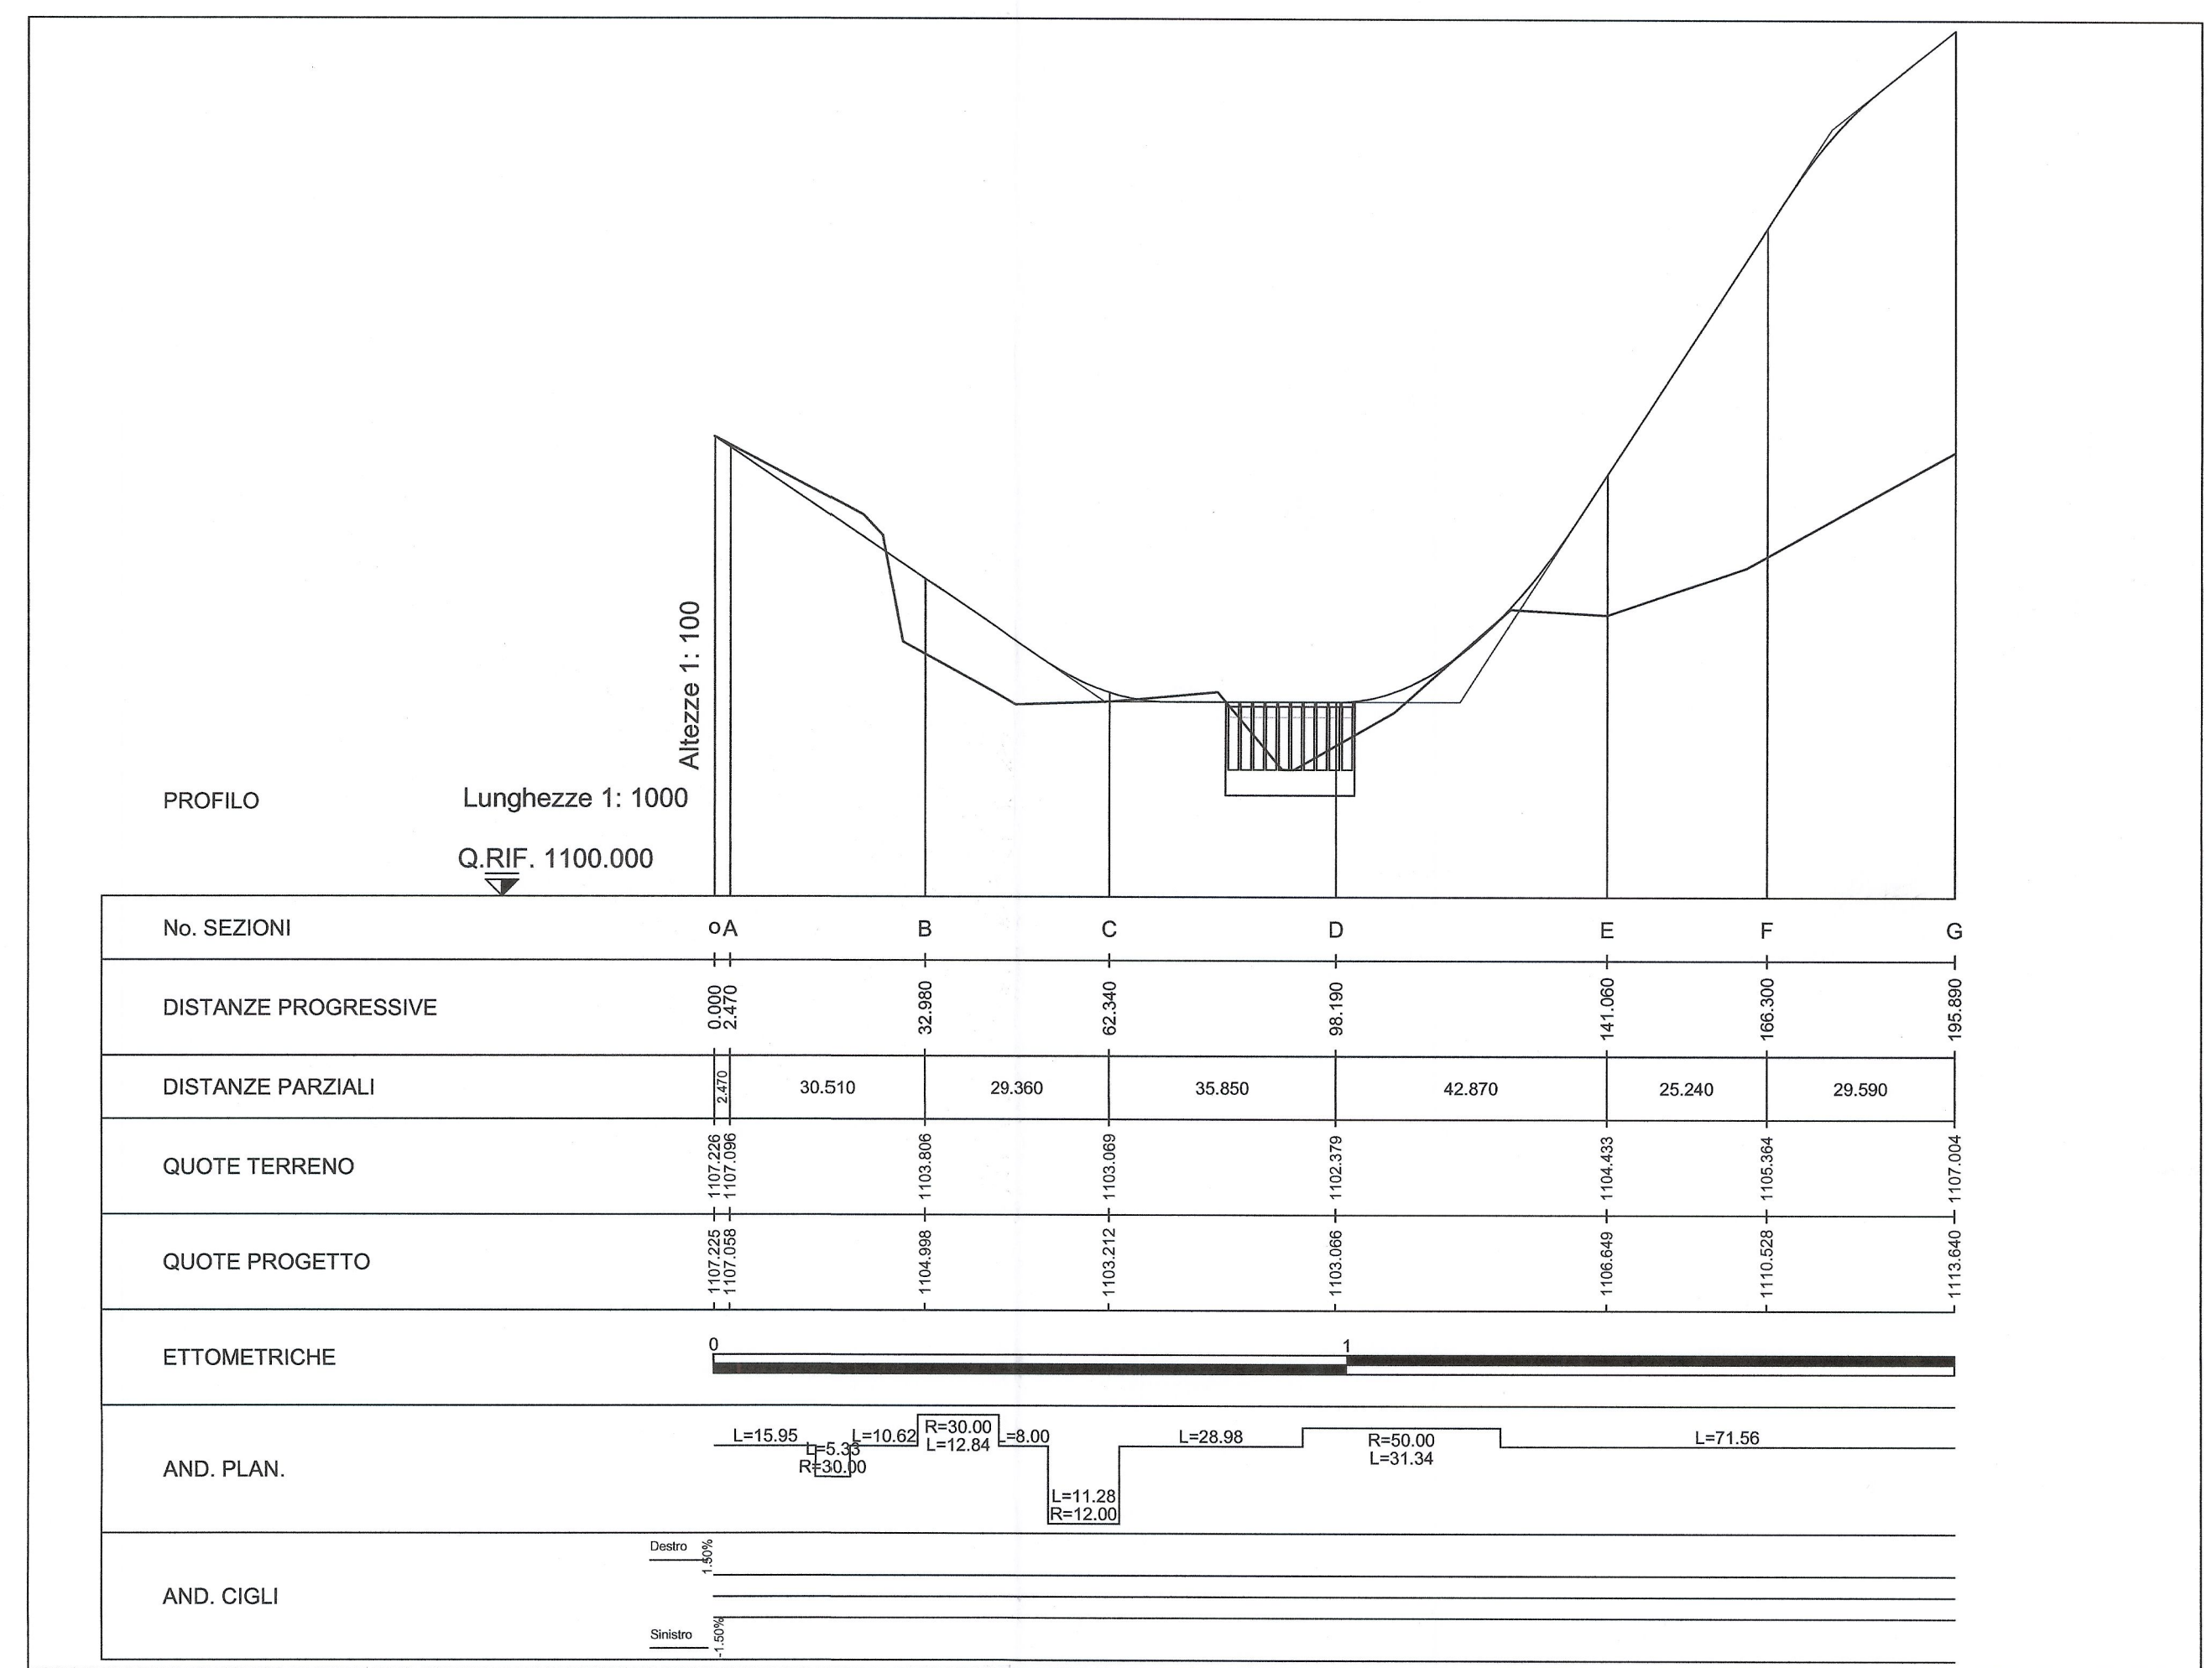 Altezze 1: 100
PROFILO
Lunghezze 1: 1000
Q.RIF. 1100.000
No. SEZIONI
o A B C D E F G
DISTANZE PROGRESSIVE
0.000 2.470 32.980 62.340 98.190 141.060 166.300 195.890
DISTANZE PARZIALI
2.470 30.510 29.360 35.850 42.870 25.240 29.590
QUOTE TERRENO
1107.226 1107.096 1103.806 1103.069 1102.379 1104.433 1105.364 1107.004
QUOTE PROGETTO
1107.225 1107.058 1104.998 1103.212 1103.066 1106.649 1110.528 1113.640
ETTOMETRICHE
0 1
AND. PLAN.
L=15.95
L=5.33
R=30.00
L=10.62
R=30.00
L=12.84
L=8.00
L=11.28
R=12.00
L=28.98
R=50.00
L=31.34
L=71.56
AND. CIGLI
Destro
1.50%
Sinistro
-1.50%